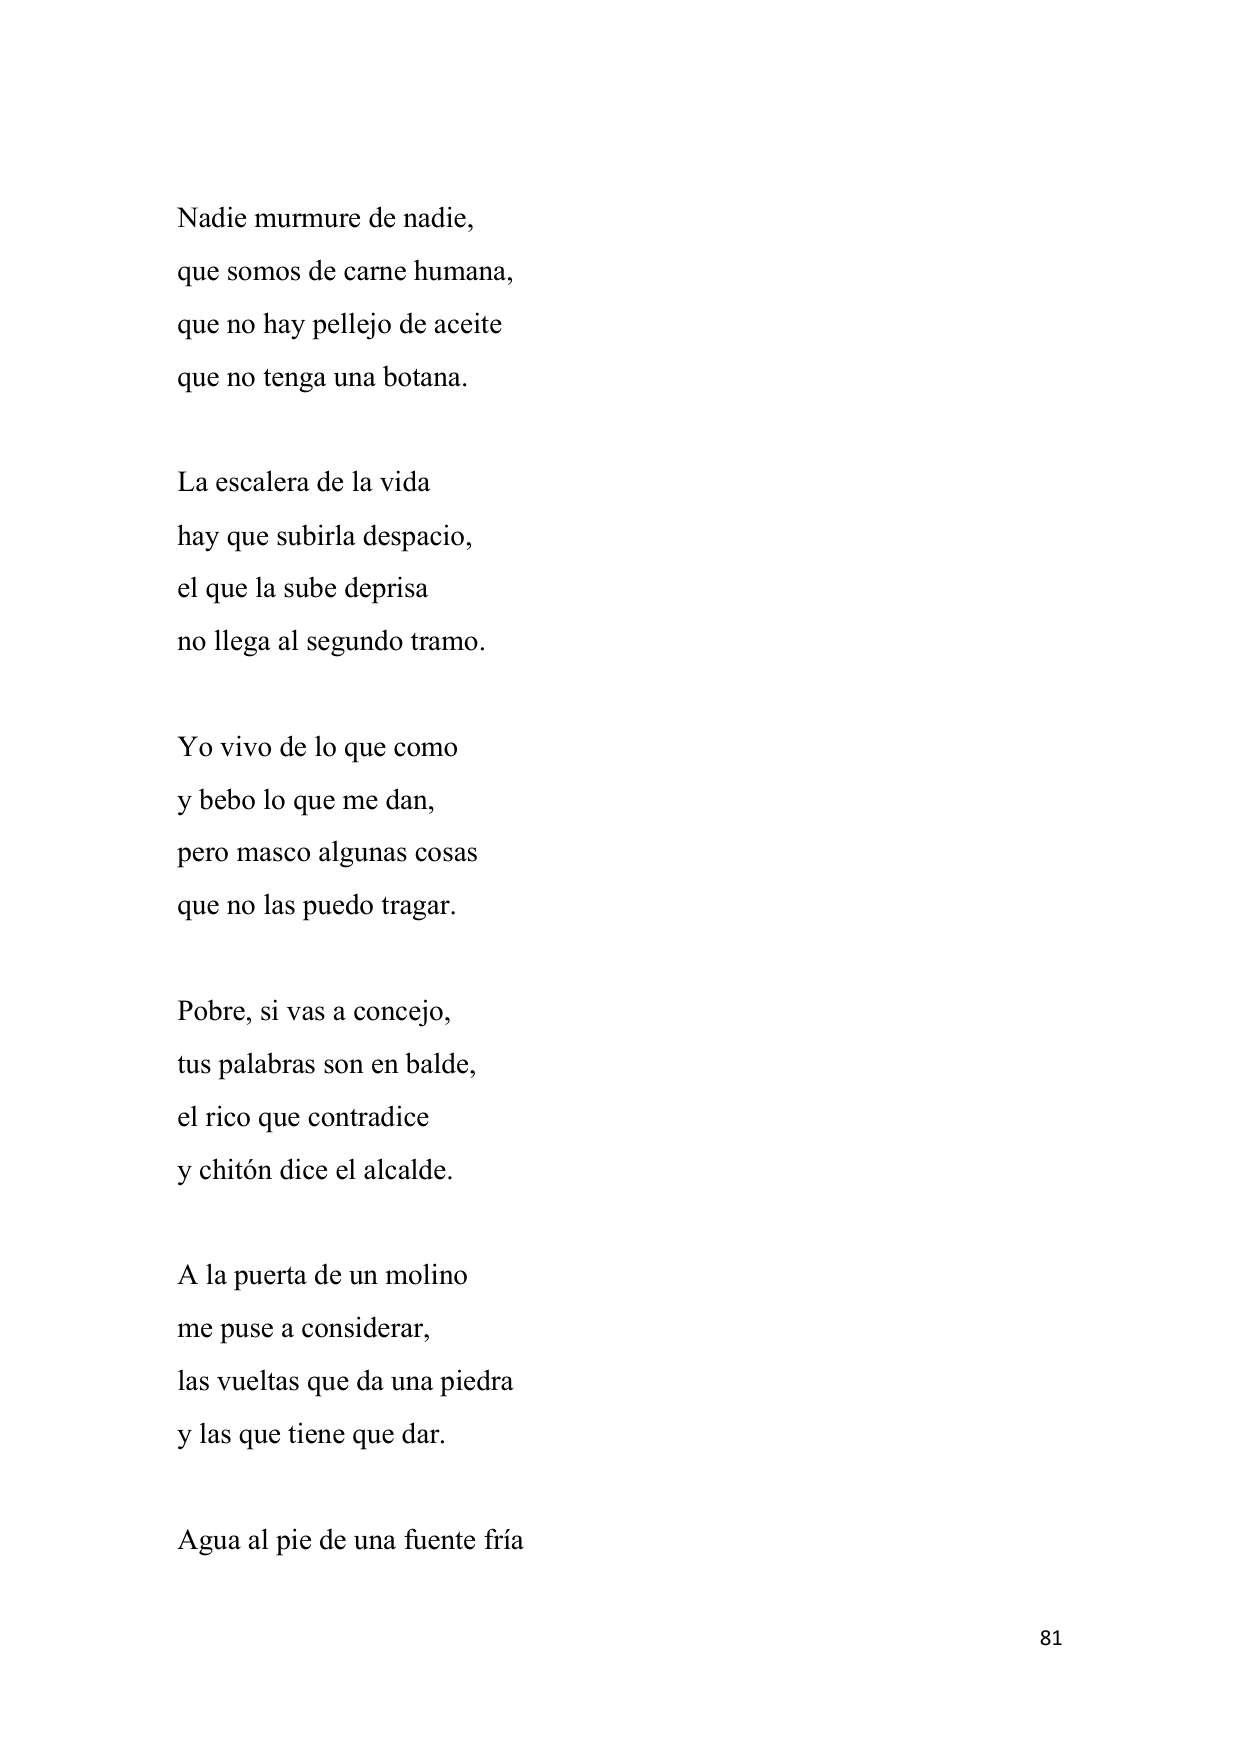 Nadie murmure de nadie,
que somos de carne humana,
que no hay pellejo de aceite
que no tenga una botana.
La escalera de la vida
hay que subirla despacio,
el que la sube deprisa
no llega al segundo tramo.
Yo vivo de lo que como
y bebo lo que me dan,
pero masco algunas cosas
que no las puedo tragar.
Pobre, si vas a concejo,
tus palabras son en balde,
el rico que contradice
y chitón dice el alcalde.
A la puerta de un molino
me puse a considerar,
las vueltas que da una piedra
y las que tiene que dar.
Agua al pie de una fuente fría
81